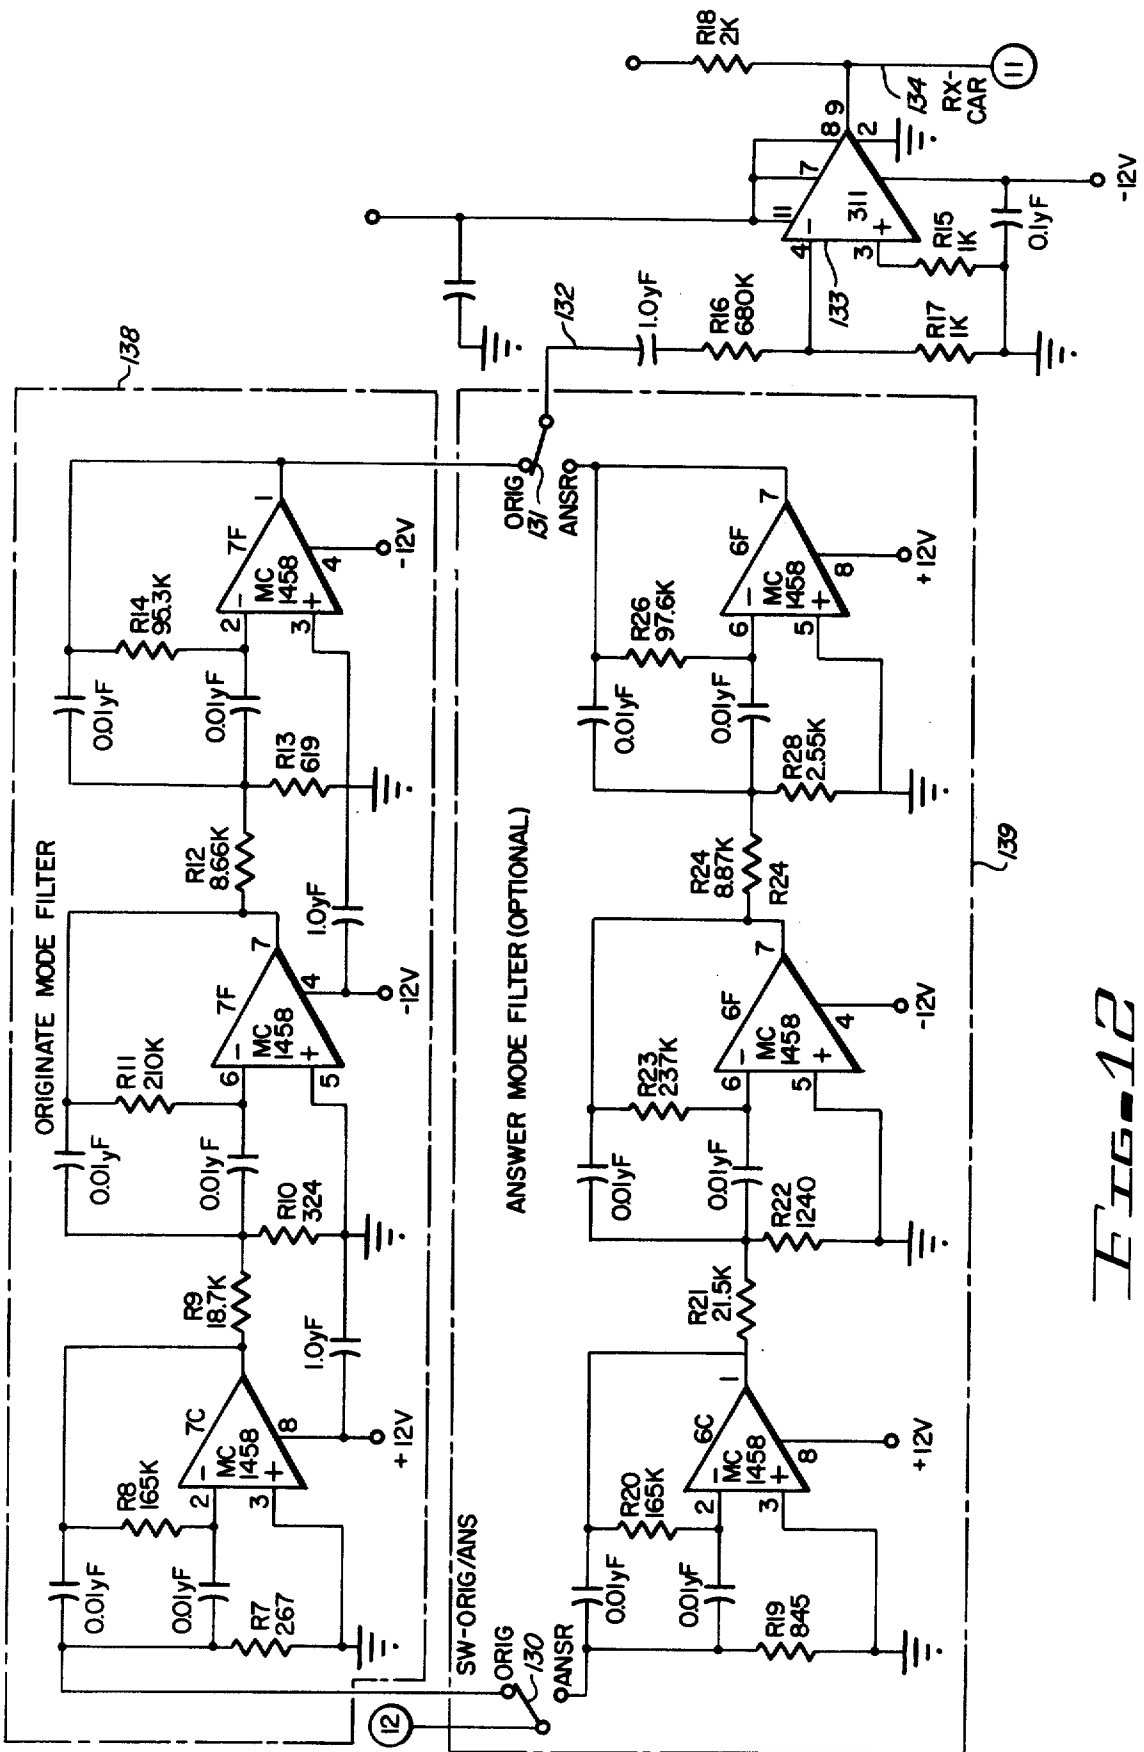 ORIGINATE MODE FILTER
138
0.01yF
R8
165K
0.01yF
R7
267
2
3
-
+
MC
1458
7C
8
+12V
1.0yF
R9
18.7K
0.01yF
R11
210K
0.01yF
R10
324
6
5
-
+
MC
1458
7F
7
4
-12V
1.0yF
R12
8.66K
0.01yF
R14
95.3K
0.01yF
R13
619
2
3
-
+
MC
1458
7F
1
4
-12V
12
SW-ORIG/ANS
ORIG
130
ANSR
ANSWER MODE FILTER (OPTIONAL)
139
0.01yF
R20
165K
0.01yF
R19
845
2
3
-
+
MC
1458
6C
1
8
+12V
R21
21.5K
0.01yF
R23
237K
0.01yF
R22
1240
6
5
-
+
MC
1458
6F
7
4
-12V
R24
8.87K
R24
0.01yF
R26
97.6K
0.01yF
R28
2.55K
6
5
-
+
MC
1458
6F
7
8
+12V
ORIG
131
ANSR
132
1.0yF
R16
680K
R17
1K
R15
1K
0.1yF
-12V
4
3
-
+
311
133
11
7
8
9
2
R18
2K
134
RX-
CAR
11
FIG-12